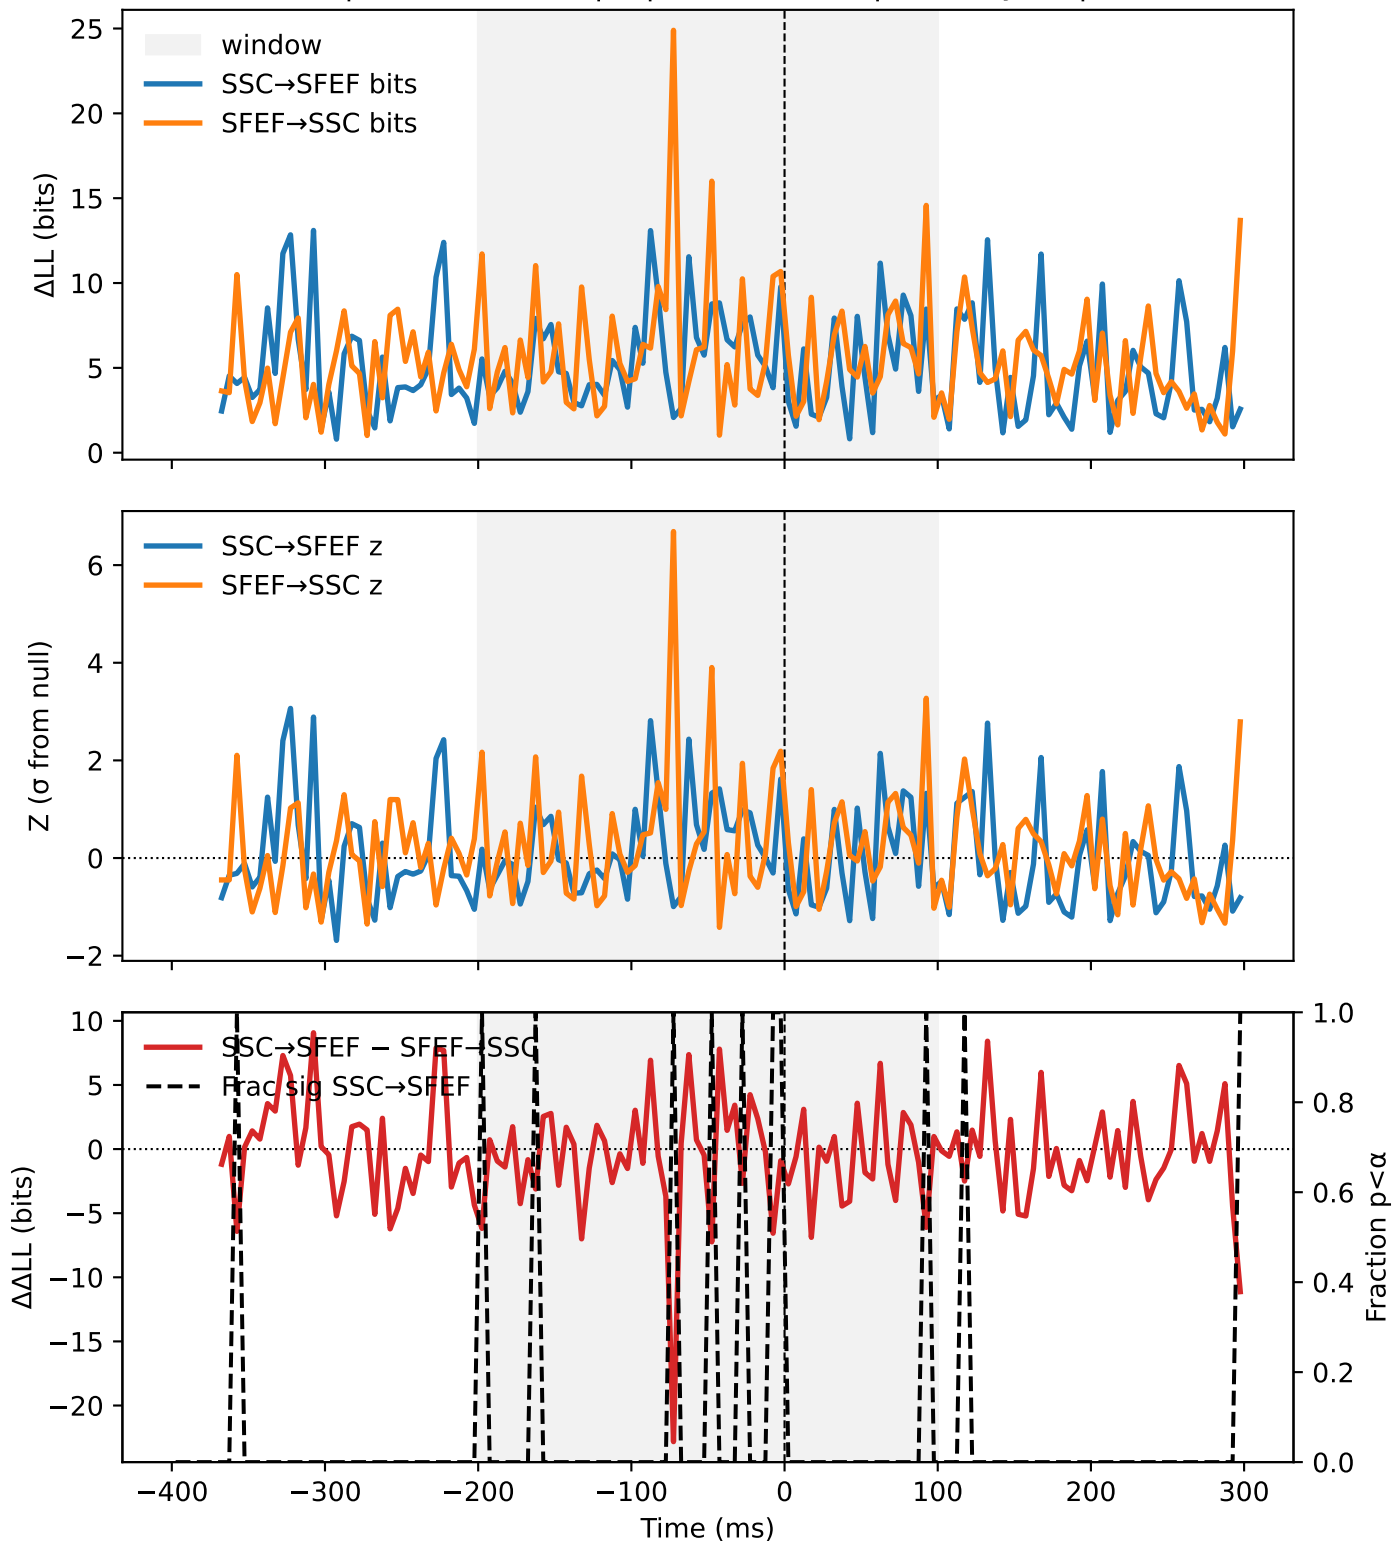 25
20
15
10
5
0
ΔLL (bits)
window
SSC→SFEF bits
SFEF→SSC bits
6
4
2
0
−2
Z (σ from null)
SSC→SFEF z
SFEF→SSC z
10
5
0
−5
−10
−15
−20
ΔΔLL (bits)
SSC→SFEF − SFEF→SSC
Frac sig SSC→SFEF
1.0
0.8
0.6
0.4
0.2
0.0
Fraction p<α
−400 −300 −200 −100 0 100 200 300
Time (ms)